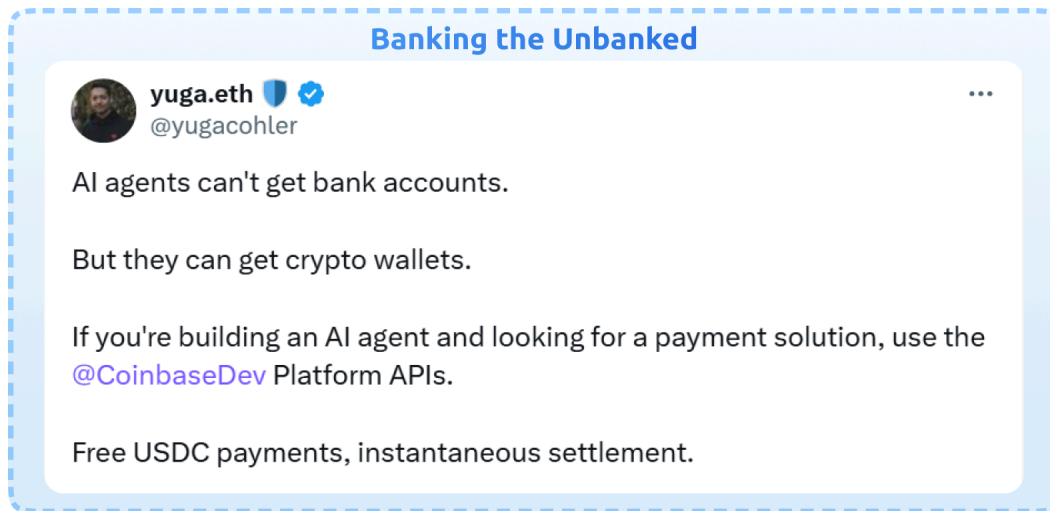 Banking the Unbanked
yuga.eth
@yugacohler
AI agents can't get bank accounts.
But they can get crypto wallets.
If you're building an AI agent and looking for a payment solution, use the
@CoinbaseDev Platform APIs.
Free USDC payments, instantaneous settlement.